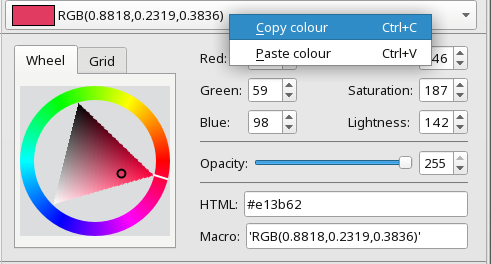 RGB(0.8818,0.2319,0.3836)
Copy colour Ctrl+C
Paste colour Ctrl+V
Wheel Grid
Red: 46
Green: 59 Saturation: 187
Blue: 98 Lightness: 142
Opacity: 255
HTML: #e13b62
Macro: 'RGB(0.8818,0.2319,0.3836)'